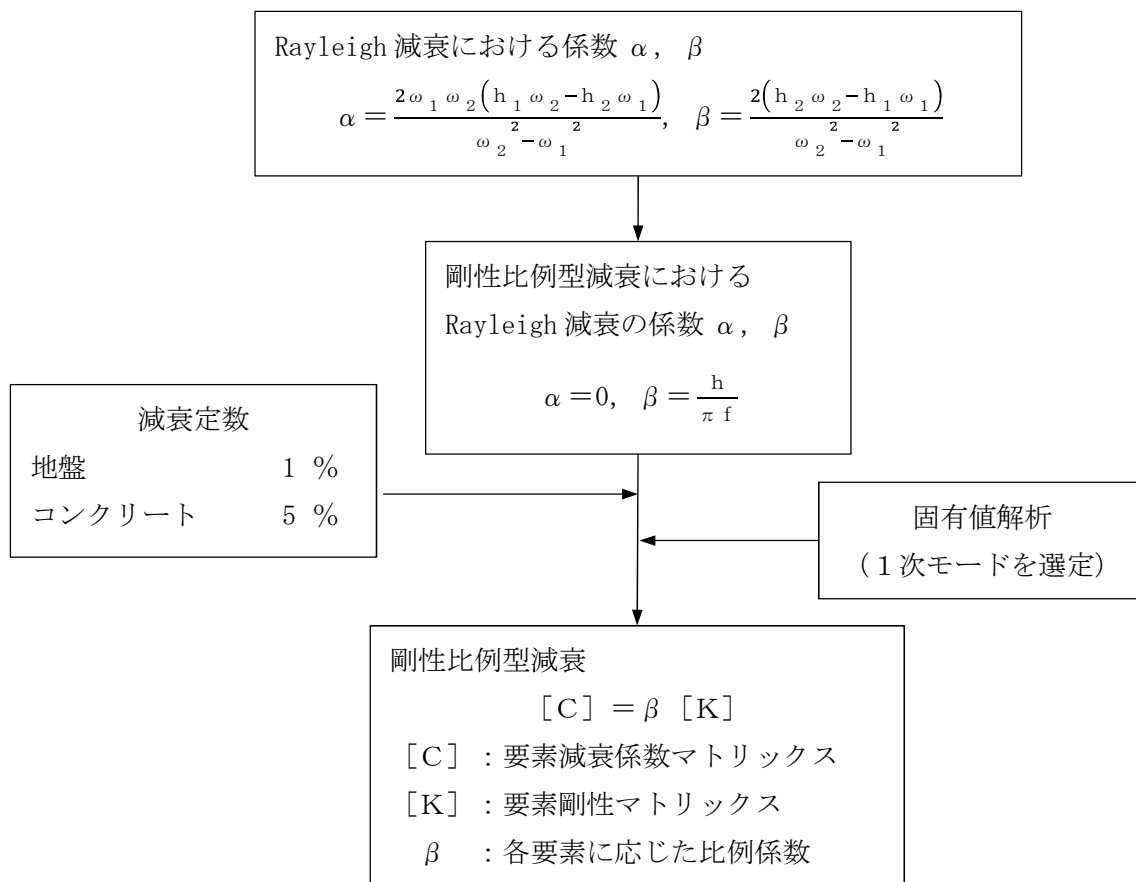 Rayleigh 減衰における係数 α, β
α＝2ω₁ω₂(h₁ω₂−h₂ω₁)/(ω₂²−ω₁²), β＝2(h₂ω₂−h₁ω₁)/(ω₂²−ω₁²)
剛性比例型減衰における
Rayleigh 減衰の係数 α, β
α＝0, β＝h/(πf)
減衰定数
地盤 1 %
コンクリート 5 %
固有値解析
（１次モードを選定）
剛性比例型減衰
［C］＝β［K］
［C］：要素減衰係数マトリックス
［K］：要素剛性マトリックス
β ：各要素に応じた比例係数